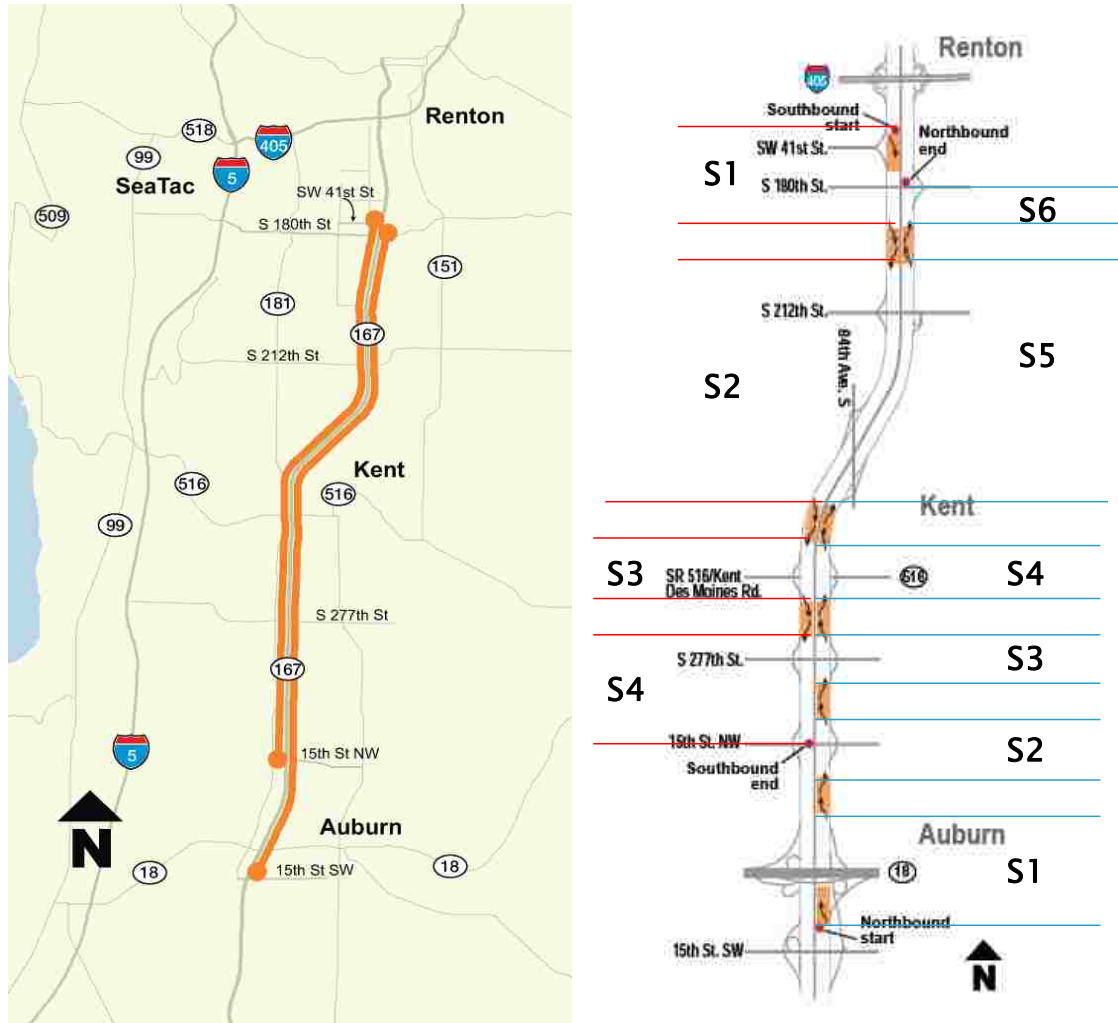 Renton
518
405
99
5
SeaTac
SW 41st St
509
S 180th St
151
181
167
S 212th St
Kent
516
516
99
S 277th St
167
5
15th St NW
N
Auburn
18
18
15th St SW
Renton
405
Southbound
start
Northbound
end
SW 41st St.
S1
S 180th St.
S6
S 212th St.
84th Ave. S
S5
S2
Kent
S3
SR 516/Kent
Des Moines Rd.
516
S4
S 277th St.
S3
S4
15th St. NW
Southbound
end
S2
Auburn
18
S1
Northbound
start
15th St. SW
N